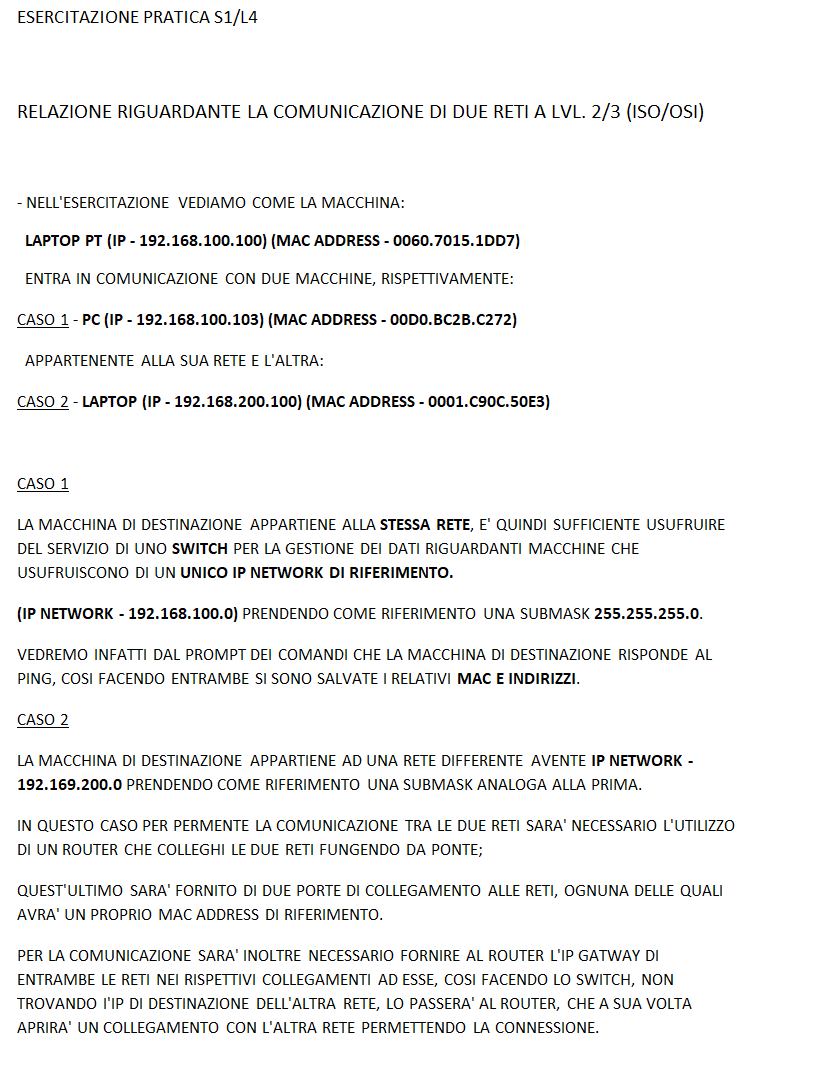 ESERCITAZIONE PRATICA S1/L4
RELAZIONE RIGUARDANTE LA COMUNICAZIONE DI DUE RETI A LVL. 2/3 (ISO/OSI)
- NELL'ESERCITAZIONE VEDIAMO COME LA MACCHINA:
LAPTOP PT (IP - 192.168.100.100) (MAC ADDRESS - 0060.7015.1DD7)
ENTRA IN COMUNICAZIONE CON DUE MACCHINE, RISPETTIVAMENTE:
CASO 1 - PC (IP - 192.168.100.103) (MAC ADDRESS - 00D0.BC2B.C272)
APPARTENENTE ALLA SUA RETE E L'ALTRA:
CASO 2 - LAPTOP (IP - 192.168.200.100) (MAC ADDRESS - 0001.C90C.50E3)
CASO 1
LA MACCHINA DI DESTINAZIONE APPARTIENE ALLA STESSA RETE, E' QUINDI SUFFICIENTE USUFRUIRE
DEL SERVIZIO DI UNO SWITCH PER LA GESTIONE DEI DATI RIGUARDANTI MACCHINE CHE
USUFRUISCONO DI UN UNICO IP NETWORK DI RIFERIMENTO.
(IP NETWORK - 192.168.100.0) PRENDENDO COME RIFERIMENTO UNA SUBMASK 255.255.255.0.
VEDREMO INFATTI DAL PROMPT DEI COMANDI CHE LA MACCHINA DI DESTINAZIONE RISPONDE AL
PING, COSI FACENDO ENTRAMBE SI SONO SALVATE I RELATIVI MAC E INDIRIZZI.
CASO 2
LA MACCHINA DI DESTINAZIONE APPARTIENE AD UNA RETE DIFFERENTE AVENTE IP NETWORK -
192.169.200.0 PRENDENDO COME RIFERIMENTO UNA SUBMASK ANALOGA ALLA PRIMA.
IN QUESTO CASO PER PERMENTE LA COMUNICAZIONE TRA LE DUE RETI SARA' NECESSARIO L'UTILIZZO
DI UN ROUTER CHE COLLEGHI LE DUE RETI FUNGENDO DA PONTE;
QUEST'ULTIMO SARA' FORNITO DI DUE PORTE DI COLLEGAMENTO ALLE RETI, OGNUNA DELLE QUALI
AVRA' UN PROPRIO MAC ADDRESS DI RIFERIMENTO.
PER LA COMUNICAZIONE SARA' INOLTRE NECESSARIO FORNIRE AL ROUTER L'IP GATWAY DI
ENTRAMBE LE RETI NEI RISPETTIVI COLLEGAMENTI AD ESSE, COSI FACENDO LO SWITCH, NON
TROVANDO l'IP DI DESTINAZIONE DELL'ALTRA RETE, LO PASSERA' AL ROUTER, CHE A SUA VOLTA
APRIRA' UN COLLEGAMENTO CON L'ALTRA RETE PERMETTENDO LA CONNESSIONE.